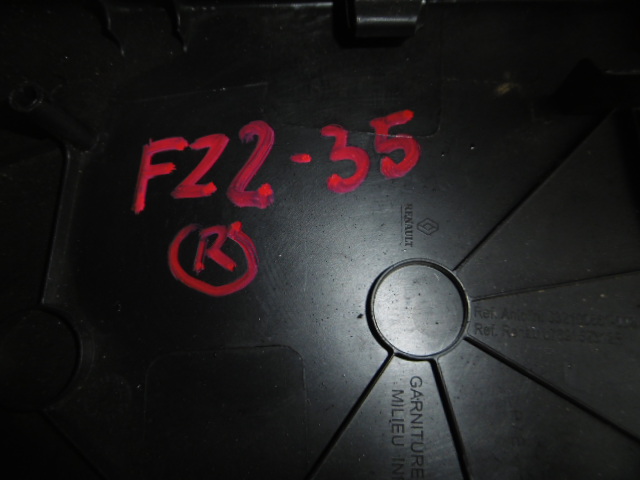 FZ2-35
R
RENAULT
GARNITURE
MILIEU